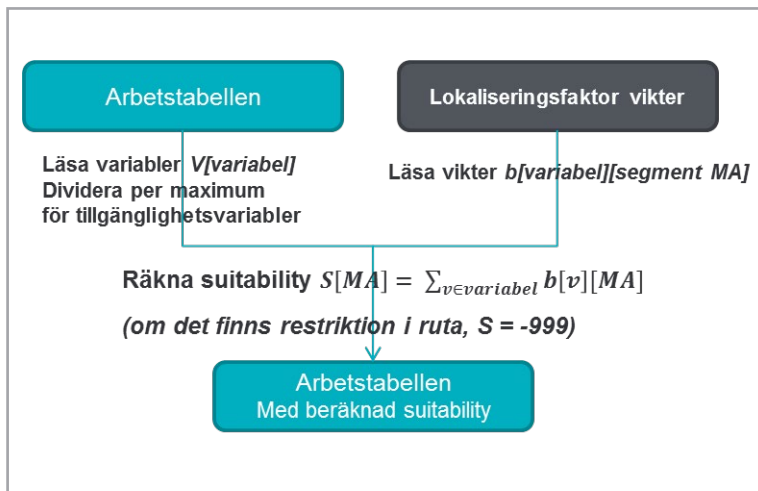 Arbetstabellen
Lokaliseringsfaktor vikter
Läsa variabler V[variabel]
Dividera per maximum
för tillgänglighetsvariabler
Läsa vikter b[variabel][segment MA]
Räkna suitability S[MA] = ∑v∈variabel b[v][MA]
(om det finns restriktion i ruta, S = -999)
Arbetstabellen
Med beräknad suitability